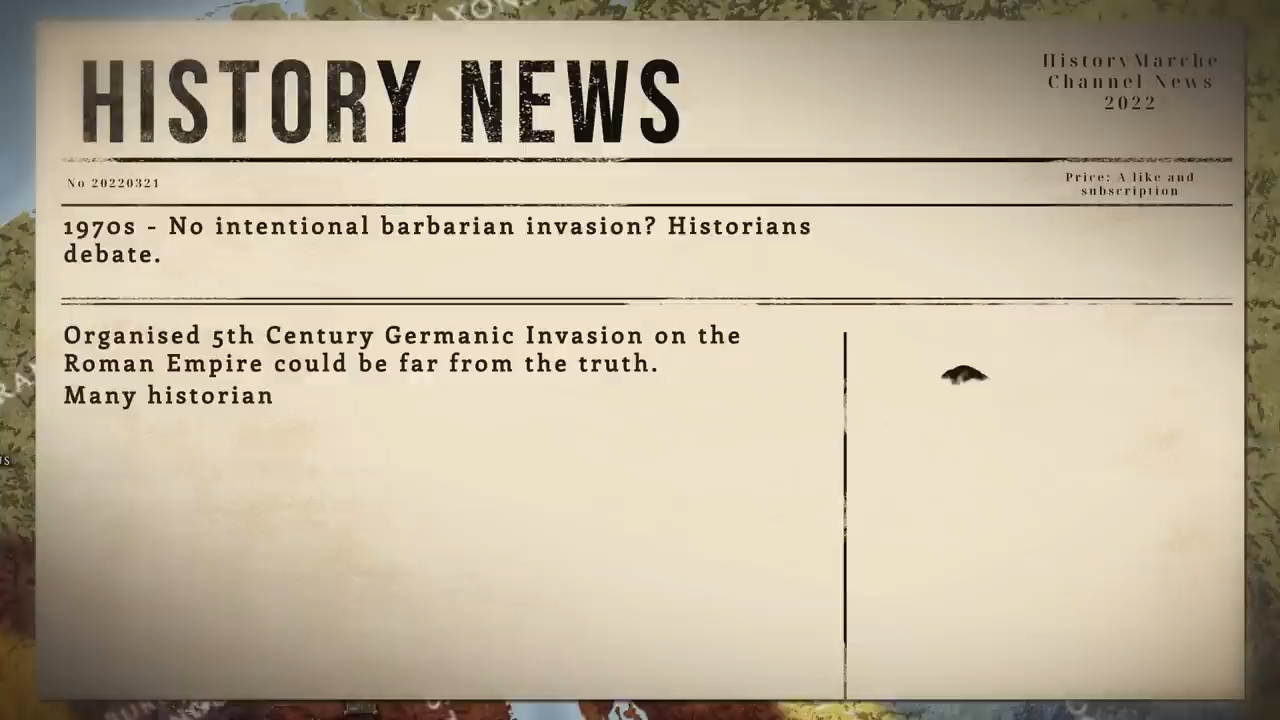 HISTORY NEWS
HistoryMarche
Channel News
2022
No 20220321
Price: A like and
subscription
1970s - No intentional barbarian invasion? Historians
debate.
Organised 5th Century Germanic Invasion on the
Roman Empire could be far from the truth.
Many historian